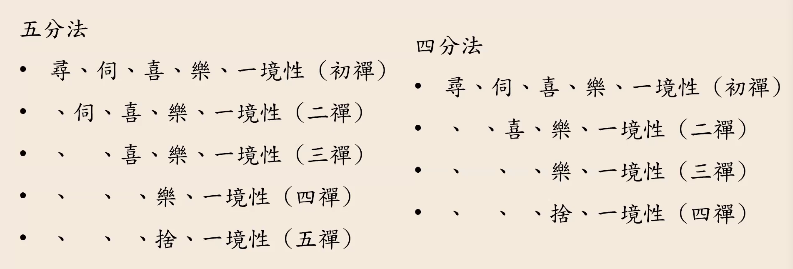 五分法
• 尋、伺、喜、樂、一境性（初禪）
• 、伺、喜、樂、一境性（二禪）
• 、 、喜、樂、一境性（三禪）
• 、 、 、樂、一境性（四禪）
• 、 、 、捨、一境性（五禪）
四分法
• 尋、伺、喜、樂、一境性（初禪）
• 、 、喜、樂、一境性（二禪）
• 、 、 、樂、一境性（三禪）
• 、 、 、捨、一境性（四禪）